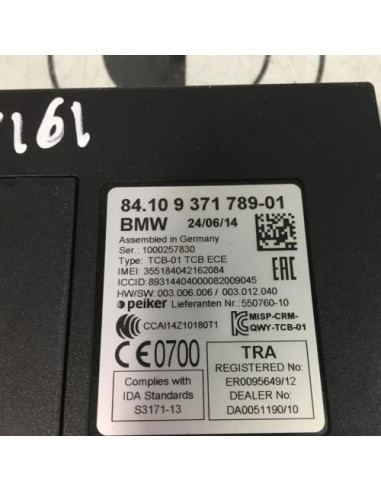 1917161
84.10 9 371 789-01
BMW 24/06/14
Assembled in Germany
Ser.: 1000257830
Type: TCB-01 TCB ECE
IMEI: 355184042162084
ICCID: 89314404000082009045
HW/SW: 003.006.006 / 003.012.040
peiker Lieferanten Nr.: 550760-10
EAC
CCAI14Z10180T1
MISP-CRM-
QWY-TCB-01
CE0700
Complies with
IDA Standards
S3171-13
TRA
REGISTERED No:
ER0095649/12
DEALER No:
DA0051190/10